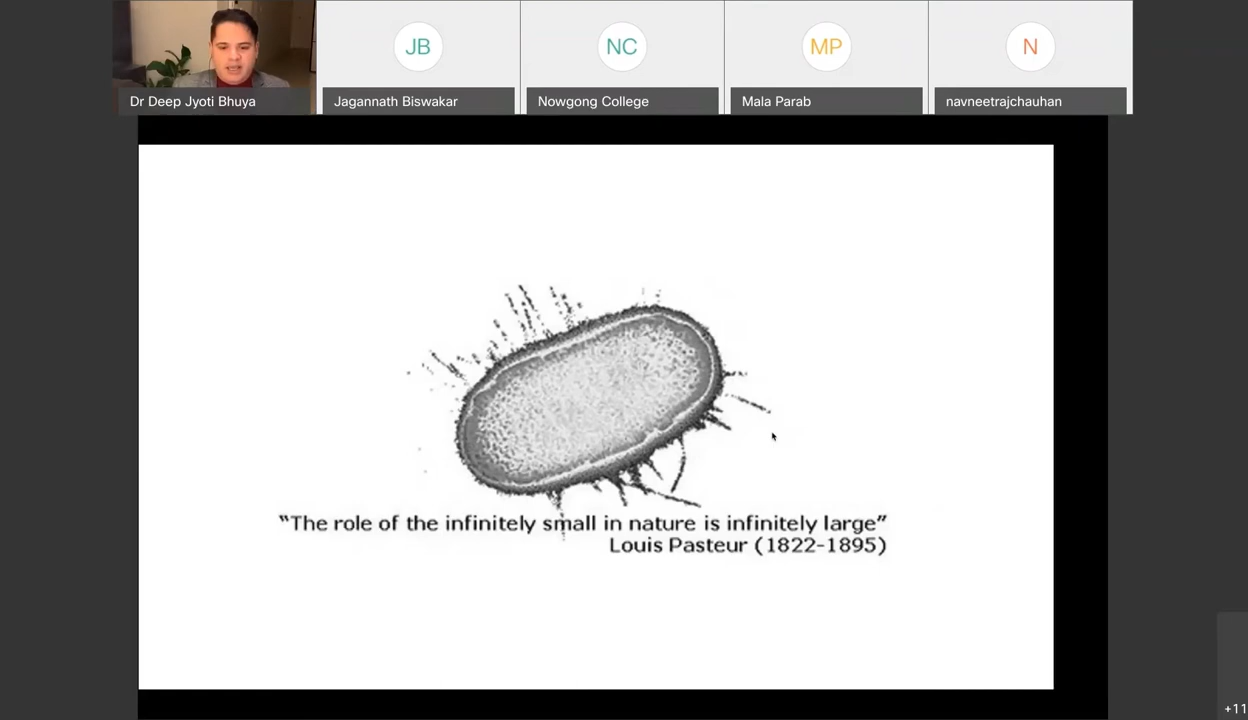 JB
NC
MP
N
Dr Deep Jyoti Bhuya
Jagannath Biswakar
Nowgong College
Mala Parab
navneetrajchauhan
“The role of the infinitely small in nature is infinitely large”
Louis Pasteur (1822-1895)
+11